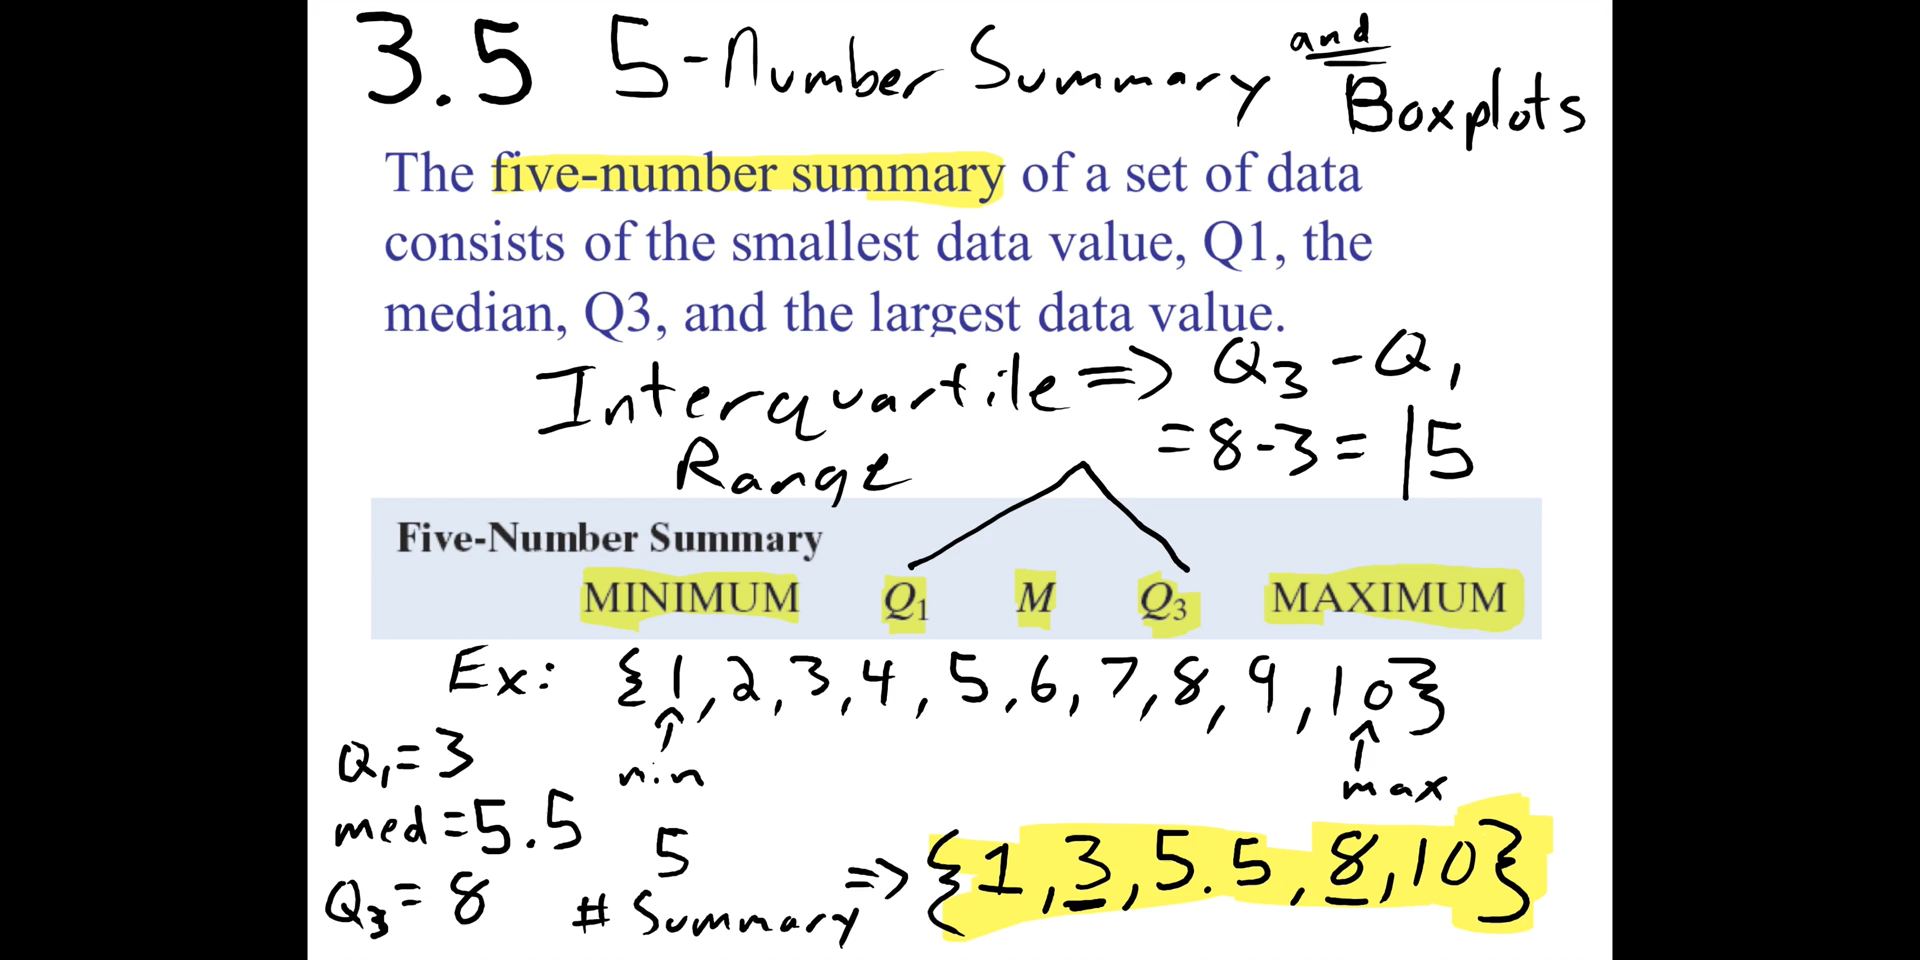 3.5 5-Number Summary and Boxplots
The five-number summary of a set of data
consists of the smallest data value, Q1, the
median, Q3, and the largest data value.
Interquartile => Q3 - Q1
Range = 8-3 = |5
Five-Number Summary
MINIMUM Q1 M Q3 MAXIMUM
Ex: {1, 2, 3, 4, 5, 6, 7, 8, 9, 10}
min max
Q1 = 3
med = 5.5
Q3 = 8
5
# Summary => {1, 3, 5.5, 8, 10}